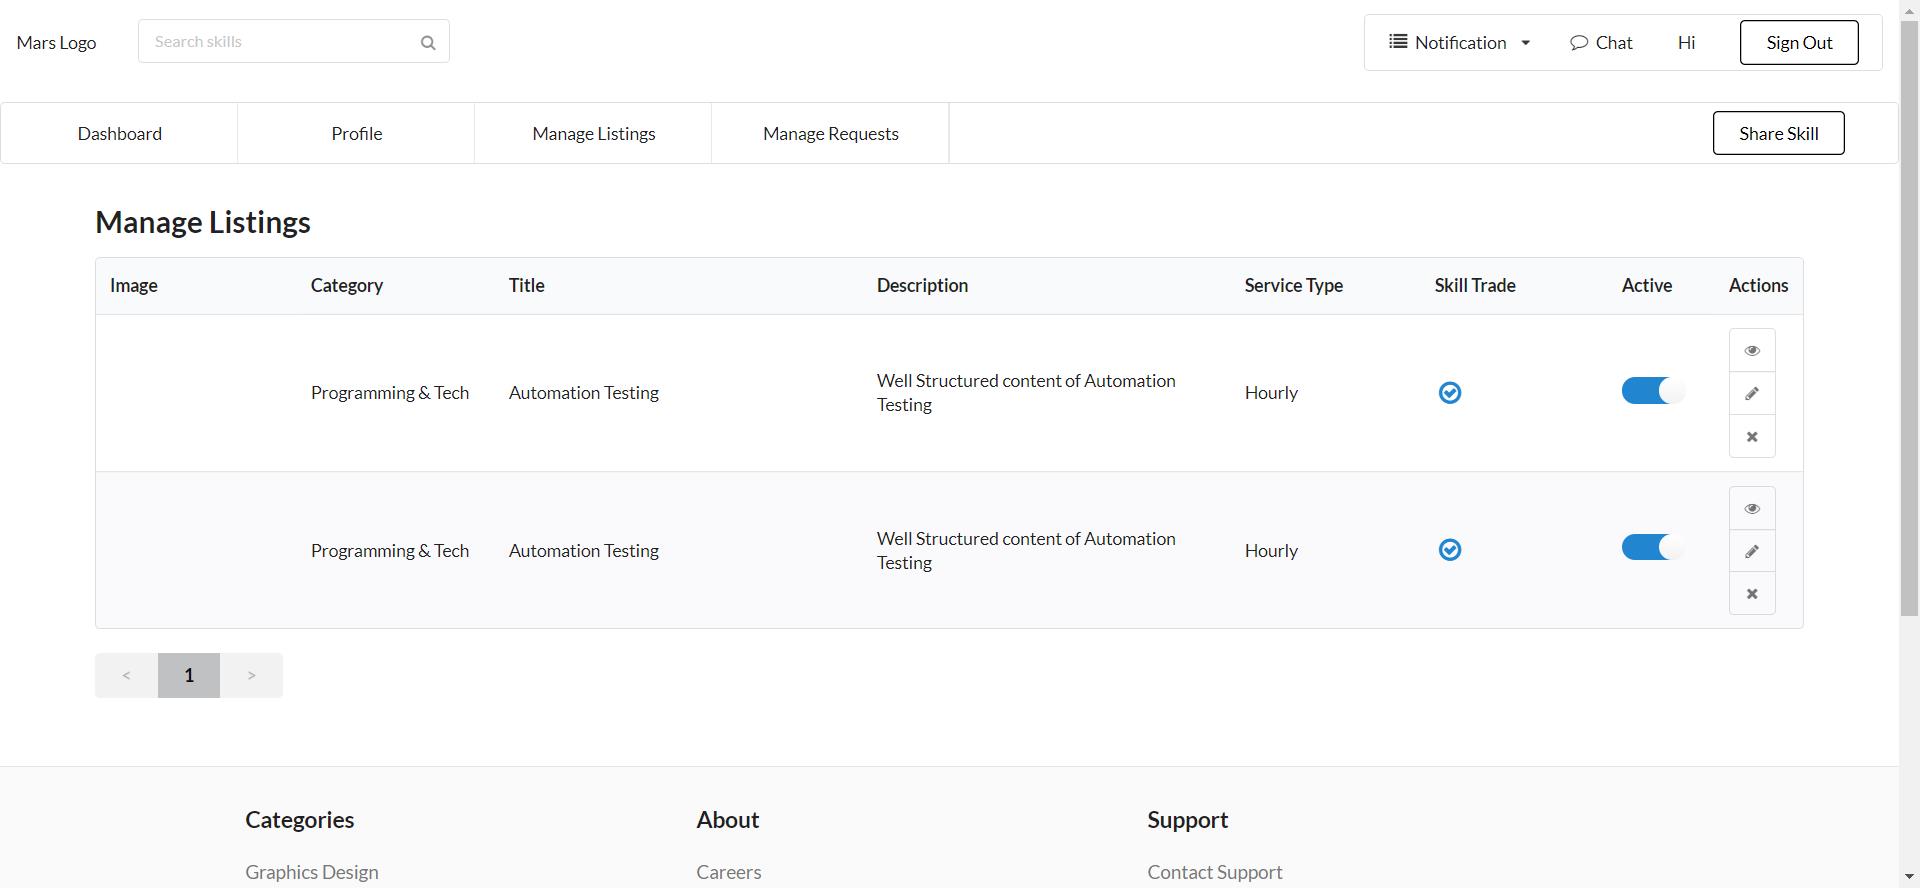 Mars Logo
Search skills
Notification
Chat
Hi
Sign Out
Dashboard
Profile
Manage Listings
Manage Requests
Share Skill
Manage Listings
Image Category Title Description Service Type Skill Trade Active Actions
Programming & Tech
Automation Testing
Well Structured content of Automation
Testing
Hourly
Programming & Tech
Automation Testing
Well Structured content of Automation
Testing
Hourly
< 1 >
Categories
About
Support
Graphics Design
Careers
Contact Support